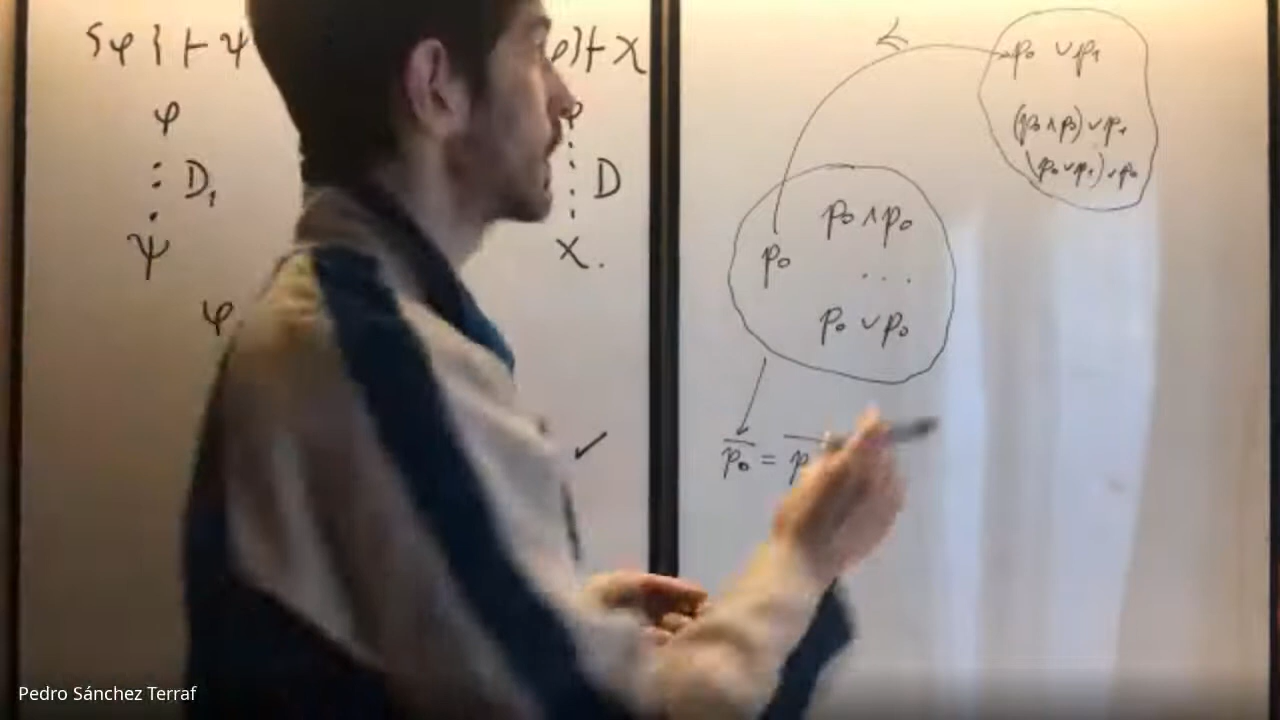 {φ} ⊢ ψ
φ
⋮ D₁
ψ
φ
φ} ⊢ χ
φ
⋮ D
χ.
✓
≤
p₀ ∨ p₁
(p₀ ∧ p₀) ∨ p₁
(p₀ ∨ p₁) ∨ p₀
p₀ ∧ p₀
p₀
...
p₀ ∨ p₀
p̅₀ = p
Pedro Sánchez Terraf